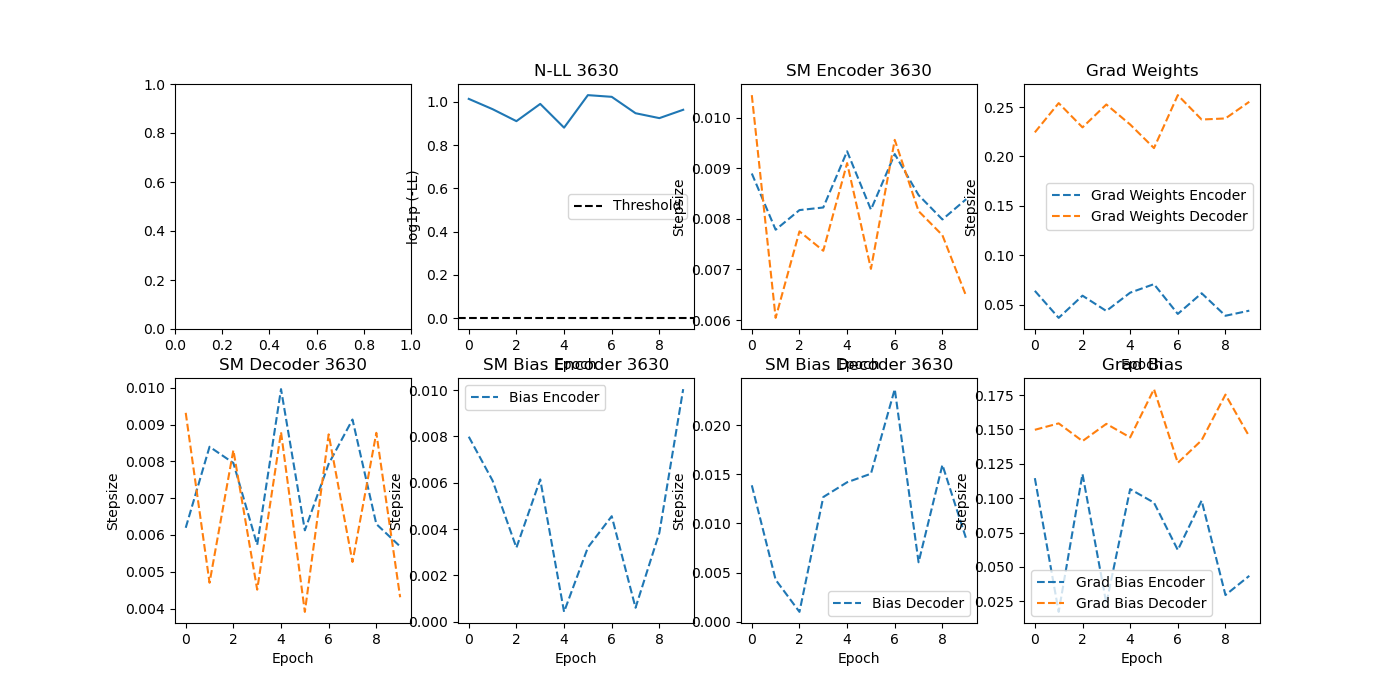 N-LL 3630
SM Encoder 3630
Grad Weights
1.0
0.8
0.6
0.4
0.2
0.0
0.0 0.2 0.4 0.6 0.8 1.0
log1p (-LL)
1.0
0.8
0.6
0.4
0.2
0.0
Threshold
0 2 4 6 8
Epoch
Stepsize
0.010
0.009
0.008
0.007
0.006
0 2 4 6 8
Epoch
Stepsize
0.25
0.20
0.15
0.10
0.05
Grad Weights Encoder
Grad Weights Decoder
0 2 4 6 8
Epoch
SM Decoder 3630
SM Bias Encoder 3630
SM Bias Decoder 3630
Grad Bias
Stepsize
0.010
0.009
0.008
0.007
0.006
0.005
0.004
0 2 4 6 8
Epoch
Stepsize
0.010
0.008
0.006
0.004
0.002
0.000
Bias Encoder
0 2 4 6 8
Epoch
Stepsize
0.020
0.015
0.010
0.005
0.000
Bias Decoder
0 2 4 6 8
Epoch
Stepsize
0.175
0.150
0.125
0.100
0.075
0.050
0.025
Grad Bias Encoder
Grad Bias Decoder
0 2 4 6 8
Epoch